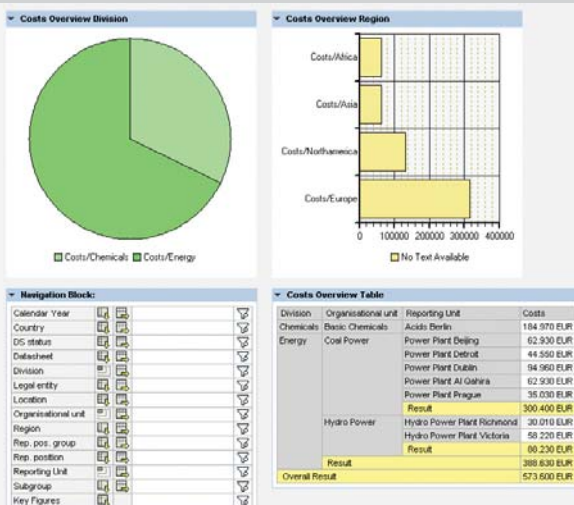 Costs Overview Division
Costs/Chemicals Costs/Energy
Costs Overview Region
Costs/Africa
Costs/Asia
Costs/Northamerica
Costs/Europe
0 100000 200000 300000 400000
No Text Available
Navigation Block:
Calendar Year
Country
DS status
Datasheet
Division
Legal entity
Location
Organisational unit
Region
Rep. pos. group
Rep. position
Reporting Unit
Subgroup
Key Figures
Costs Overview Table
Division Organisational unit Reporting Unit Costs
Chemicals Basic Chemicals Acids Berlin 184.970 EUR
Energy Coal Power Power Plant Beijing 62.930 EUR
Power Plant Detroit 44.550 EUR
Power Plant Dublin 94.960 EUR
Power Plant Al Qahira 62.930 EUR
Power Plant Prague 35.030 EUR
Result 300.400 EUR
Hydro Power Hydro Power Plant Richmond 30.010 EUR
Hydro Power Plant Victoria 58.220 EUR
Result 88.230 EUR
Result 388.630 EUR
Overall Result 573.600 EUR